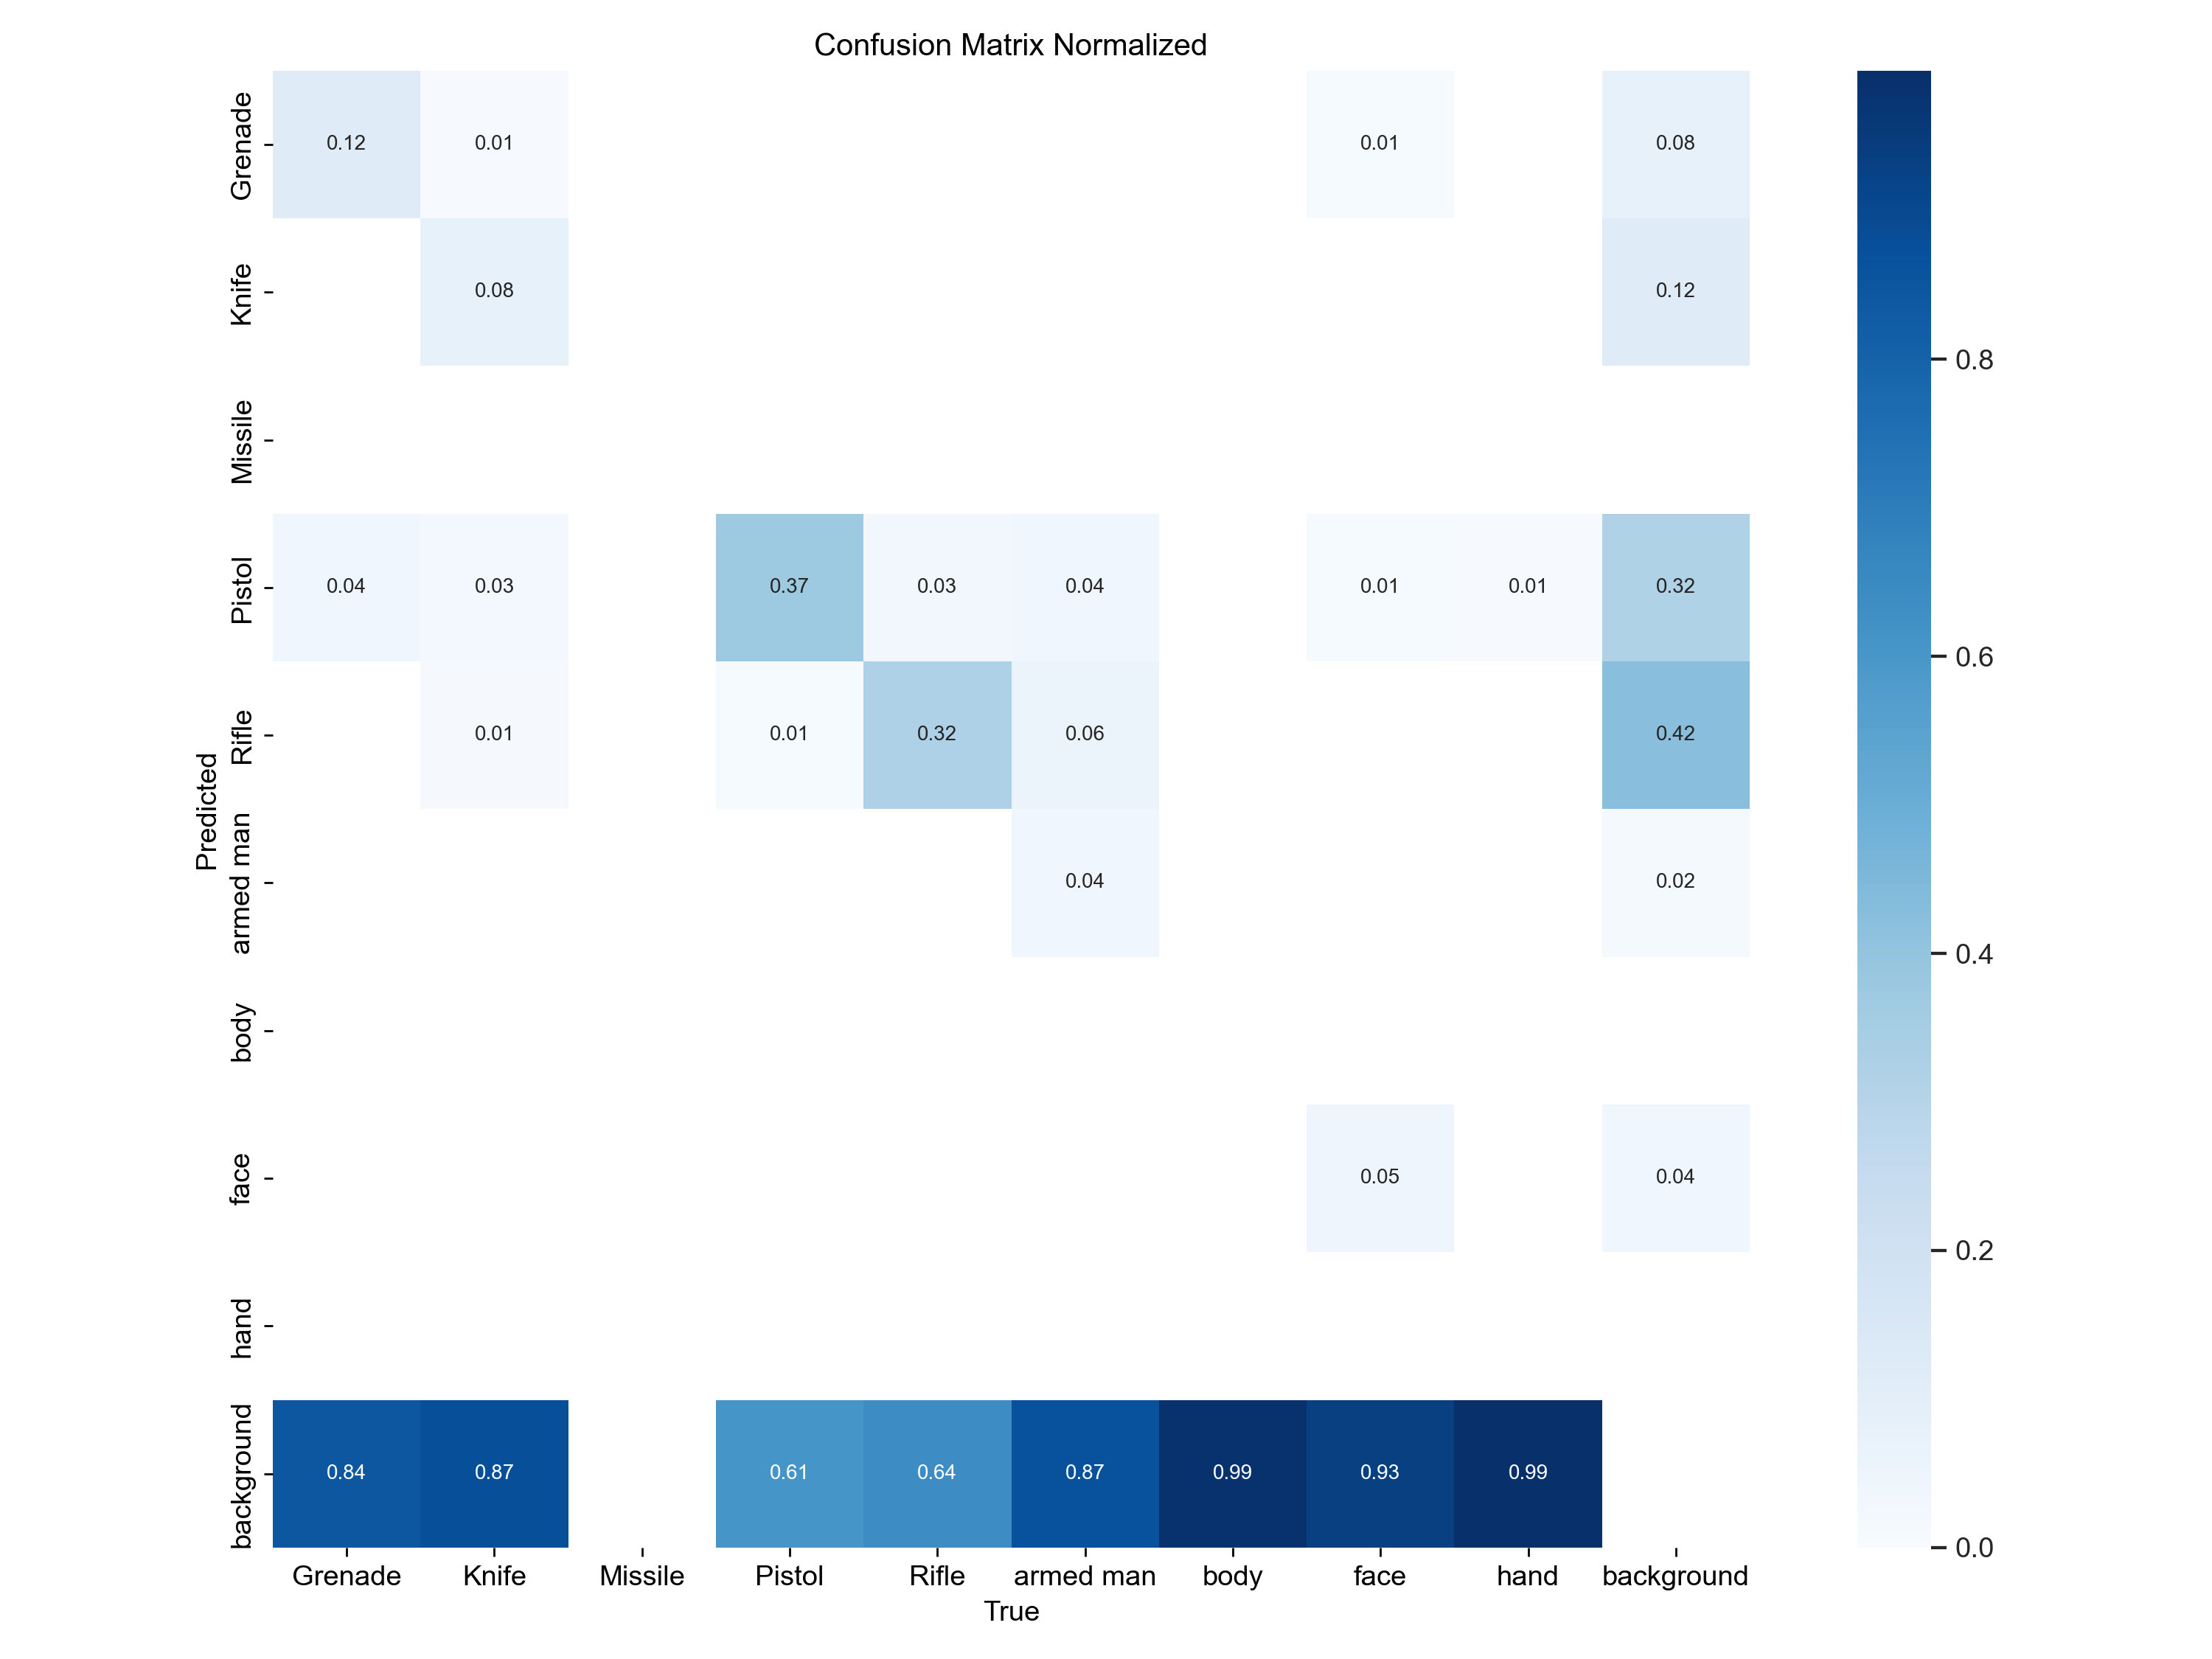 Confusion Matrix Normalized
Grenade
0.12
0.01
0.01
0.08
Knife
0.08
0.12
Missile
Pistol
0.04
0.03
0.37
0.03
0.04
0.01
0.01
0.32
Rifle
0.01
0.01
0.32
0.06
0.42
armed man
0.04
0.02
body
face
0.05
0.04
hand
background
0.84
0.87
0.61
0.64
0.87
0.99
0.93
0.99
Predicted
Grenade
Knife
Missile
Pistol
Rifle
armed man
body
face
hand
background
True
0.8
0.6
0.4
0.2
0.0